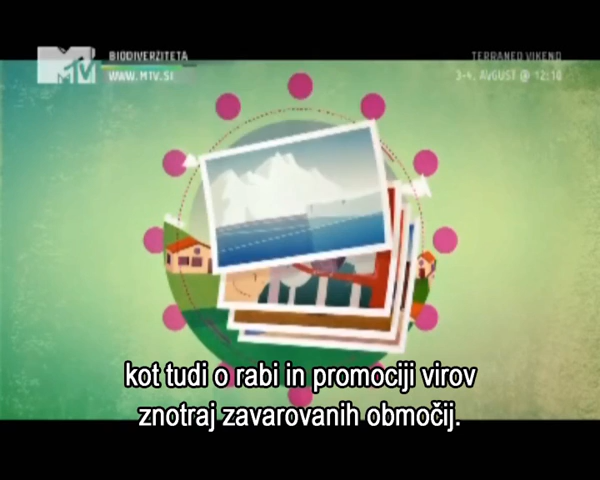 MTV
BIODIVERZITETA
WWW.MTV.SI
TERRANEO VIKEND
3-4. AVGUST @ 12:10
kot tudi o rabi in promociji virov
znotraj zavarovanih območij.